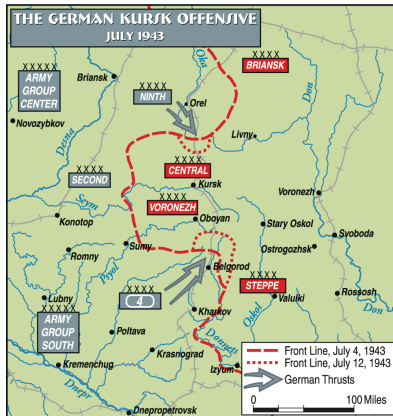 THE GERMAN KURSK OFFENSIVE
JULY 1943
XXXXX
ARMY
GROUP
CENTER
Briansk
XXXX
NINTH
Oka
XXXX
BRIANSK
Don
Orel
Novozybkov
Desna
Livny
XXXX
SECOND
XXXX
CENTRAL
Kursk
Voronezh
Seym
XXXX
VORONEZH
Konotop
Oboyan
Stary Oskol
Svoboda
Sumy
Ostrogozhsk
Romny
Psyol
Belgorod
XXXX
STEPPE
Lubny
XXXX
4
Valuiki
Rossosh
Oskol
Don
XXXXX
ARMY
GROUP
SOUTH
Kharkov
Poltava
Donnets
Krasnograd
Kremenchug
Izyum
Dnepr
Dnepropetrovsk
Front Line, July 4, 1943
Front Line, July 12, 1943
German Thrusts
0 100 Miles